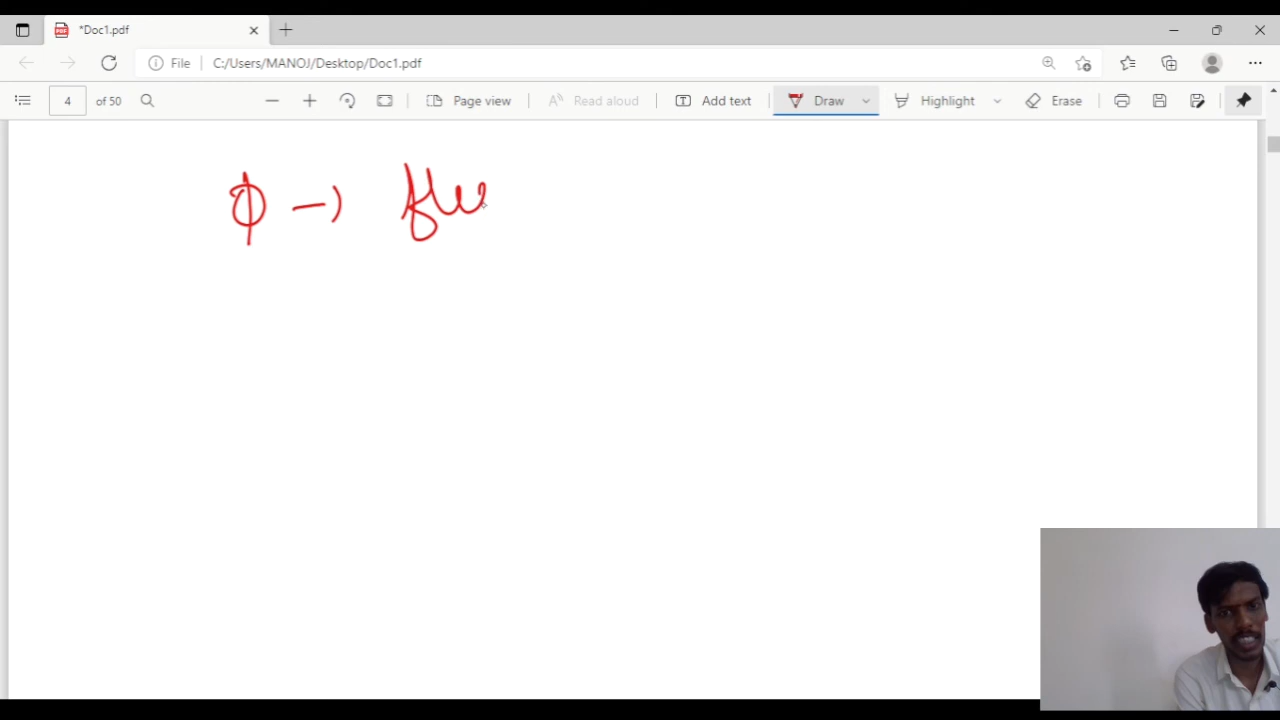 *Doc1.pdf
File C:/Users/MANOJ/Desktop/Doc1.pdf
4 of 50 Page view Read aloud Add text Draw Highlight Erase
ϕ → flu